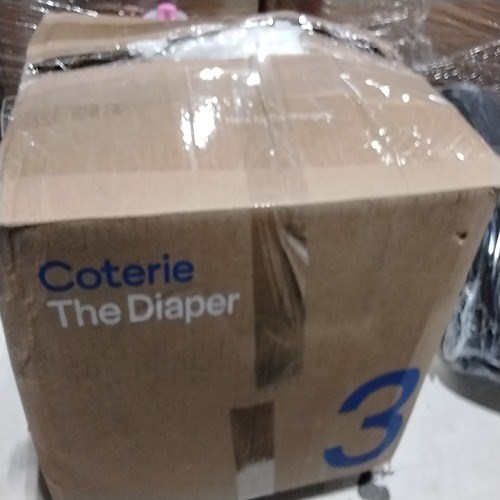 Coterie
The Diaper
3